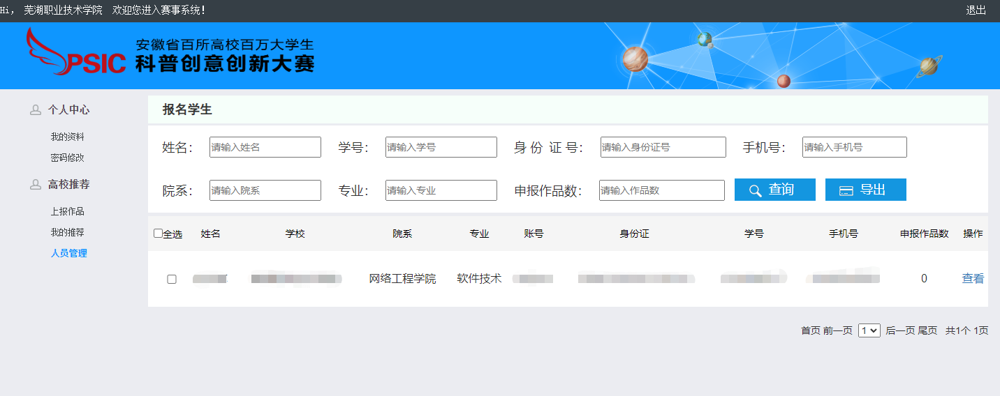 Hi， 芜湖职业技术学院 欢迎您进入赛事系统！
退出
PSIC
安徽省百所高校百万大学生
科普创意创新大赛
个人中心
我的资料
密码修改
高校推荐
上报作品
我的推荐
人员管理
报名学生
姓名： 请输入姓名 学号： 请输入学号 身 份 证 号： 请输入身份证号 手机号： 请输入手机号
院系： 请输入院系 专业： 请输入专业 申报作品数： 请输入作品数 查询 导出
全选 姓名 学校 院系 专业 账号 身份证 学号 手机号 申报作品数 操作
网络工程学院 软件技术 0 查看
首页 前一页 1 后一页 尾页 共1个 1页